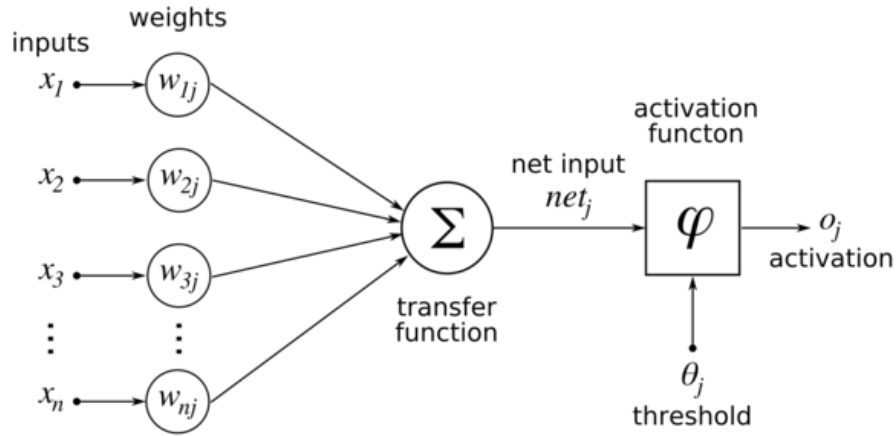 weights
inputs
x1
w1j
activation
functon
x2
w2j
net input
netj
Σ
φ
oj
activation
x3
w3j
transfer
function
⋮ ⋮
θj
threshold
xn
wnj